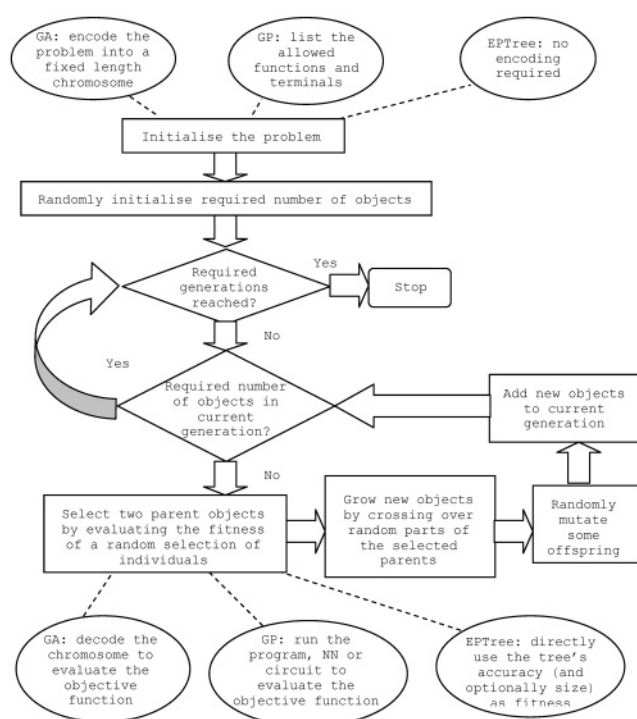 GA: encode the
problem into a
fixed length
chromosome
GP: list the
allowed
functions and
terminals
EPTree: no
encoding
required
Initialise the problem
Randomly initialise required number of objects
Required
generations
reached?
Yes
Stop
No
Yes
Required number
of objects in
current
generation?
Add new objects
to current
generation
No
Select two parent objects
by evaluating the fitness
of a random selection of
individuals
Grow new objects
by crossing over
random parts of
the selected
parents
Randomly
mutate some
offspring
GA: decode the
chromosome to
evaluate the
objective
function
GP: run the
program, NN or
circuit to
evaluate the
objective function
EPTree: directly
use the tree's
accuracy (and
optionally size)
as fitness